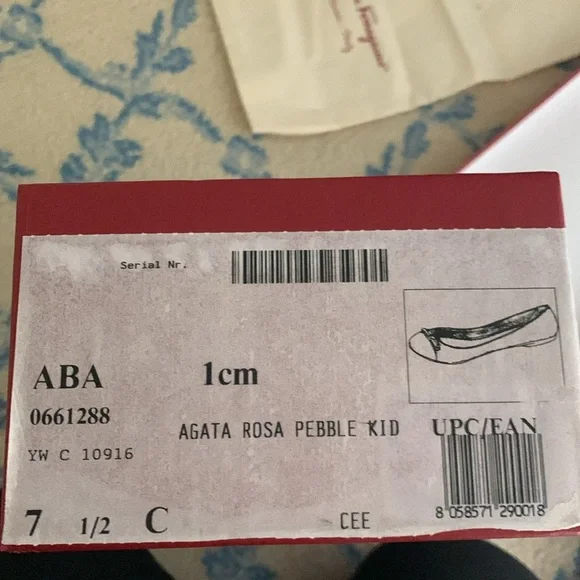 Ferragamo
Serial Nr.
ABA 1cm
0661288
AGATA ROSA PEBBLE KID
UPC/EAN
YW C 10916
7 1/2 C
CEE
8 058571 290018